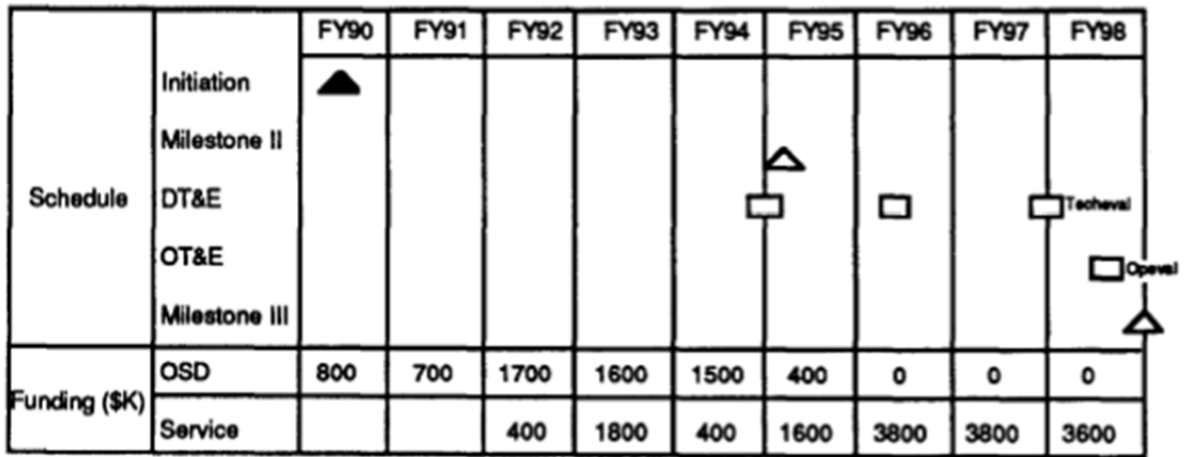 FY90 FY91 FY92 FY93 FY94 FY95 FY96 FY97 FY98
Initiation
Milestone II
Schedule DT&E Techeval
OT&E Opeval
Milestone III
OSD 800 700 1700 1600 1500 400 0 0 0
Funding ($K)
Service 400 1800 400 1600 3800 3800 3600